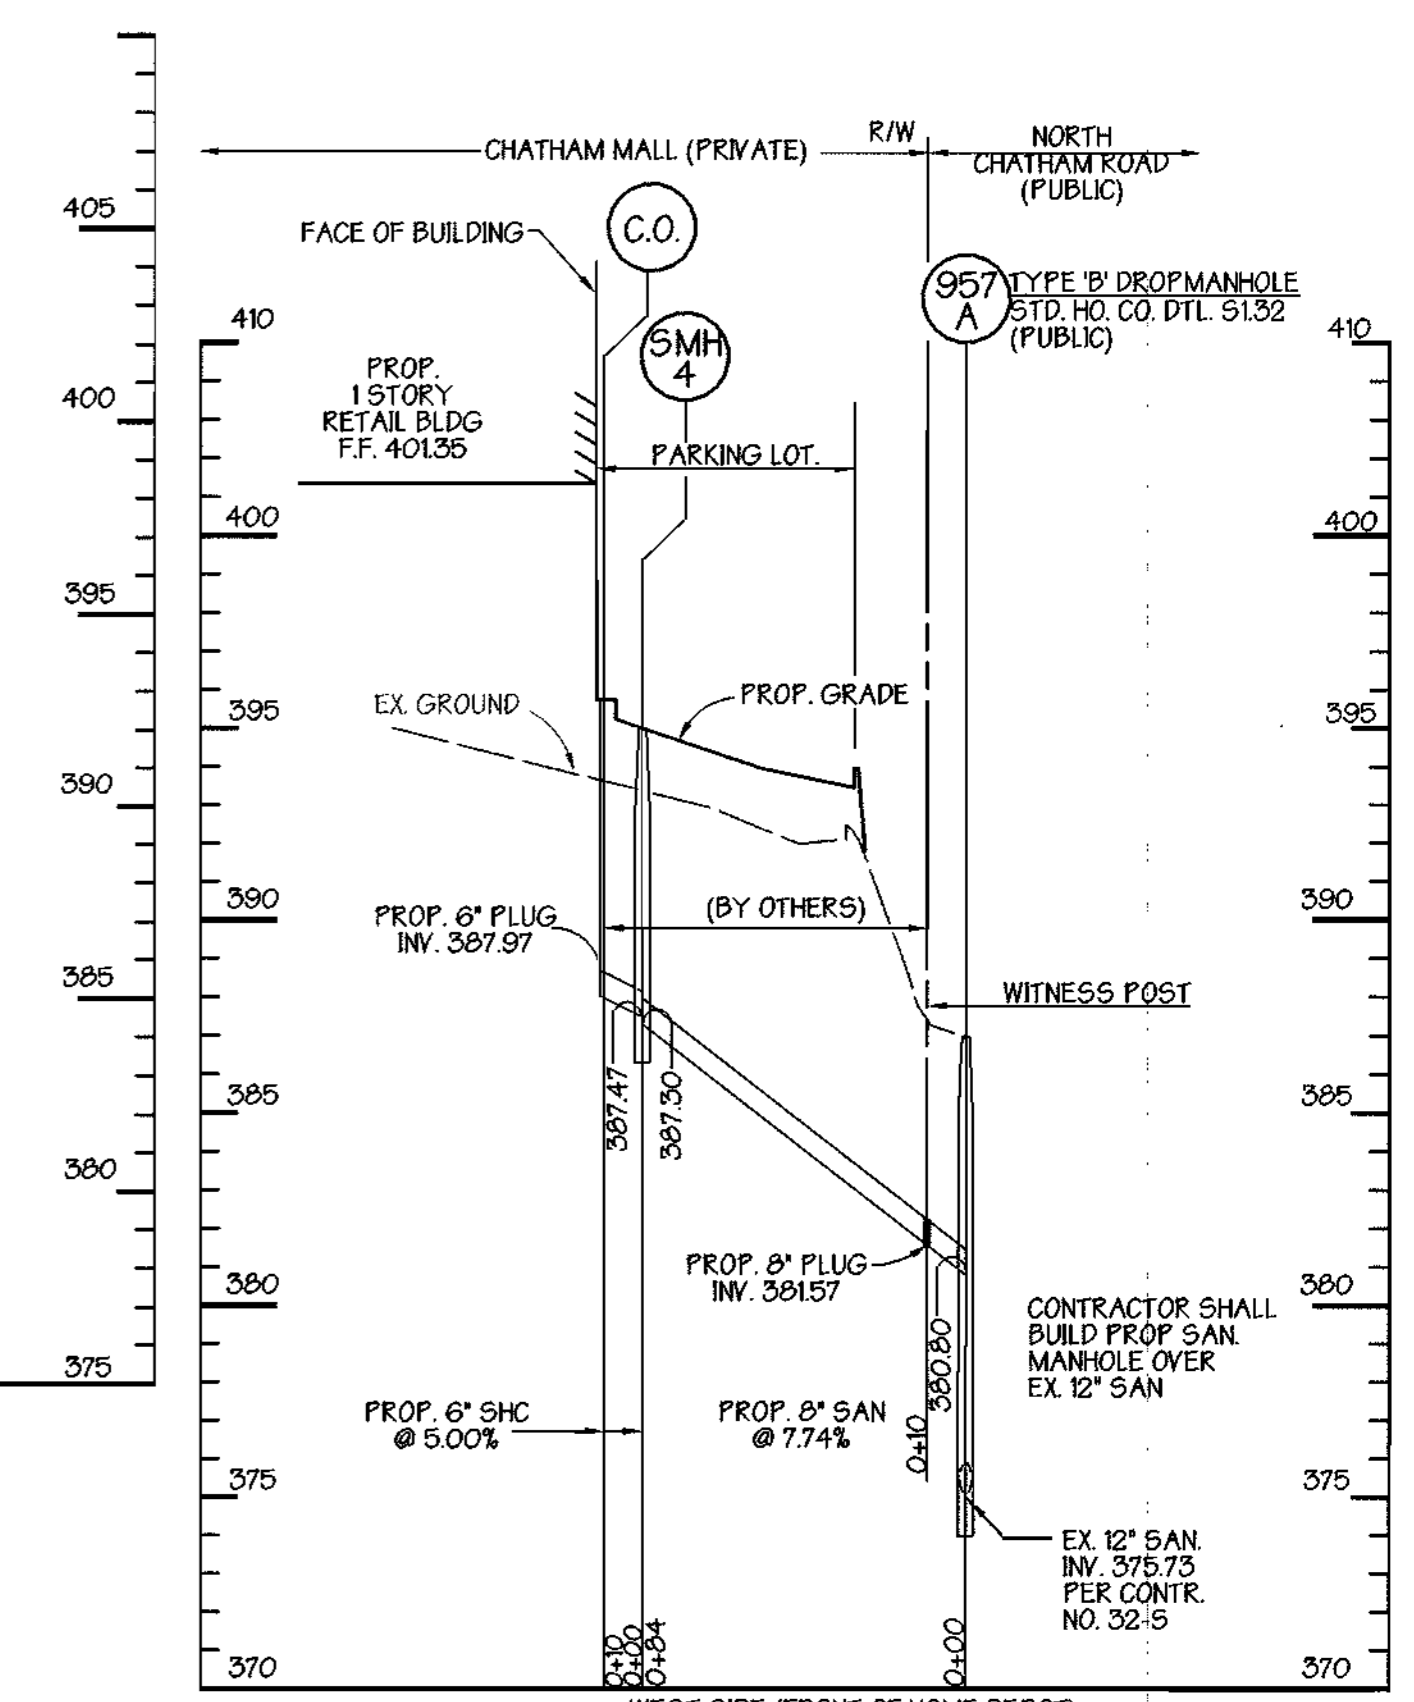 CHATHAM MALL (PRIVATE)
R/W
NORTH
CHATHAM ROAD
(PUBLIC)
405
FACE OF BUILDING
C.O.
957
A
TYPE 'B' DROPMANHOLE
STD. HO. CO. DTL. S1.32
(PUBLIC)
410
410
SMH
4
PROP.
1 STORY
RETAIL BLDG
F.F. 401.35
400
PARKING LOT.
400
400
395
EX. GROUND
PROP. GRADE
395
395
390
390
PROP. 6" PLUG
INV. 387.97
(BY OTHERS)
390
385
WITNESS POST
387.47
387.30
385
385
380
PROP. 8" PLUG
INV. 381.57
380
380
380.80
CONTRACTOR SHALL
BUILD PROP SAN.
MANHOLE OVER
EX. 12" SAN
375
PROP. 6" SHC
@ 5.00%
PROP. 8" SAN
@ 7.74%
0+10
375
375
EX. 12" SAN.
INV. 375.73
PER CONTR.
NO. 32-S
0+10
0+00
0+84
0+00
370
370